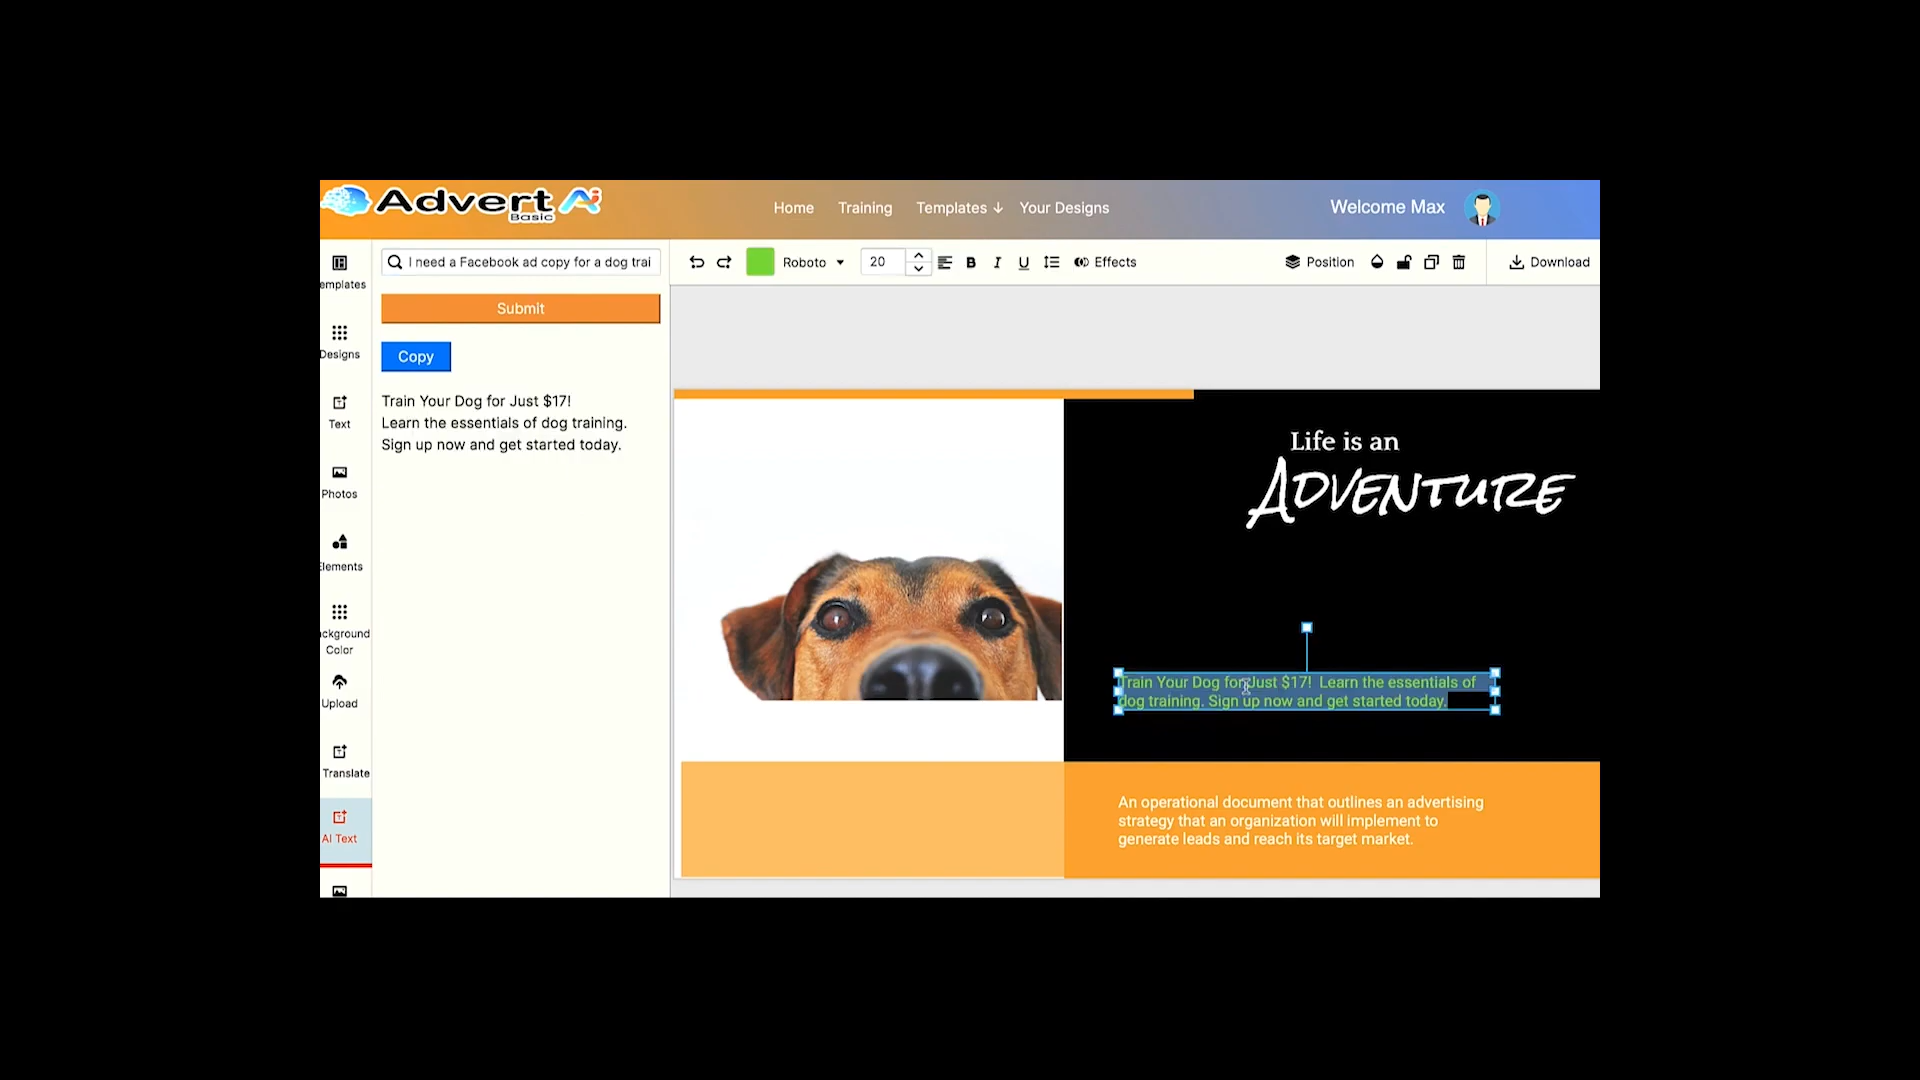 Advert Ai
Basic
Home Training Templates ↓ Your Designs
Welcome Max
I need a Facebook ad copy for a dog trai
Roboto 20 B I U Effects Position Download
emplates
Submit
Designs
Copy
Text
Train Your Dog for Just $17!
Learn the essentials of dog training.
Sign up now and get started today.
Photos
Elements
ckground
Color
Upload
Translate
AI Text
Life is an
ADVENTURE
Train Your Dog for Just $17! Learn the essentials of
dog training. Sign up now and get started today.
An operational document that outlines an advertising
strategy that an organization will implement to
generate leads and reach its target market.